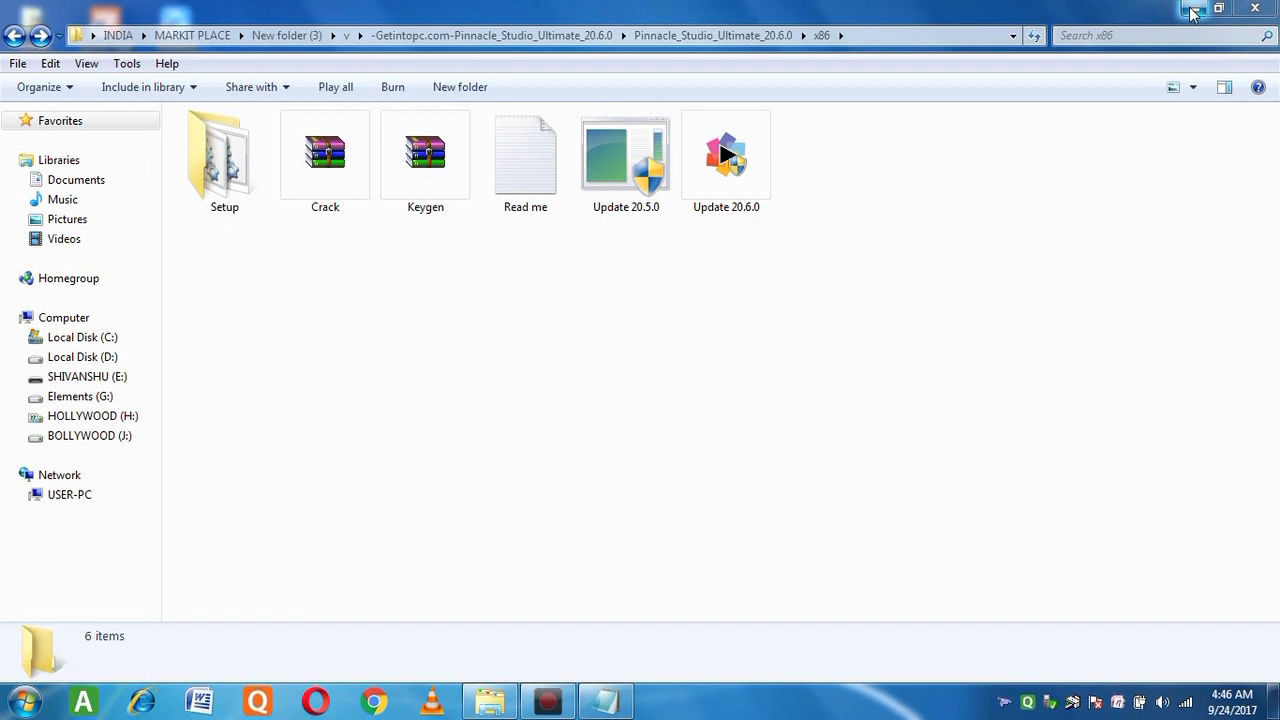 INDIA MARKIT PLACE New folder (3) v -Getintopc.com-Pinnacle_Studio_Ultimate_20.6.0 Pinnacle_Studio_Ultimate_20.6.0 x86 Search x86
File Edit View Tools Help
Organize Include in library Share with Play all Burn New folder
Favorites
Libraries
Documents
Music
Pictures
Videos
Homegroup
Computer
Local Disk (C:)
Local Disk (D:)
SHIVANSHU (E:)
Elements (G:)
HOLLYWOOD (H:)
BOLLYWOOD (J:)
Network
USER-PC
Setup Crack Keygen Read me Update 20.5.0 Update 20.6.0
6 items
4:46 AM
9/24/2017